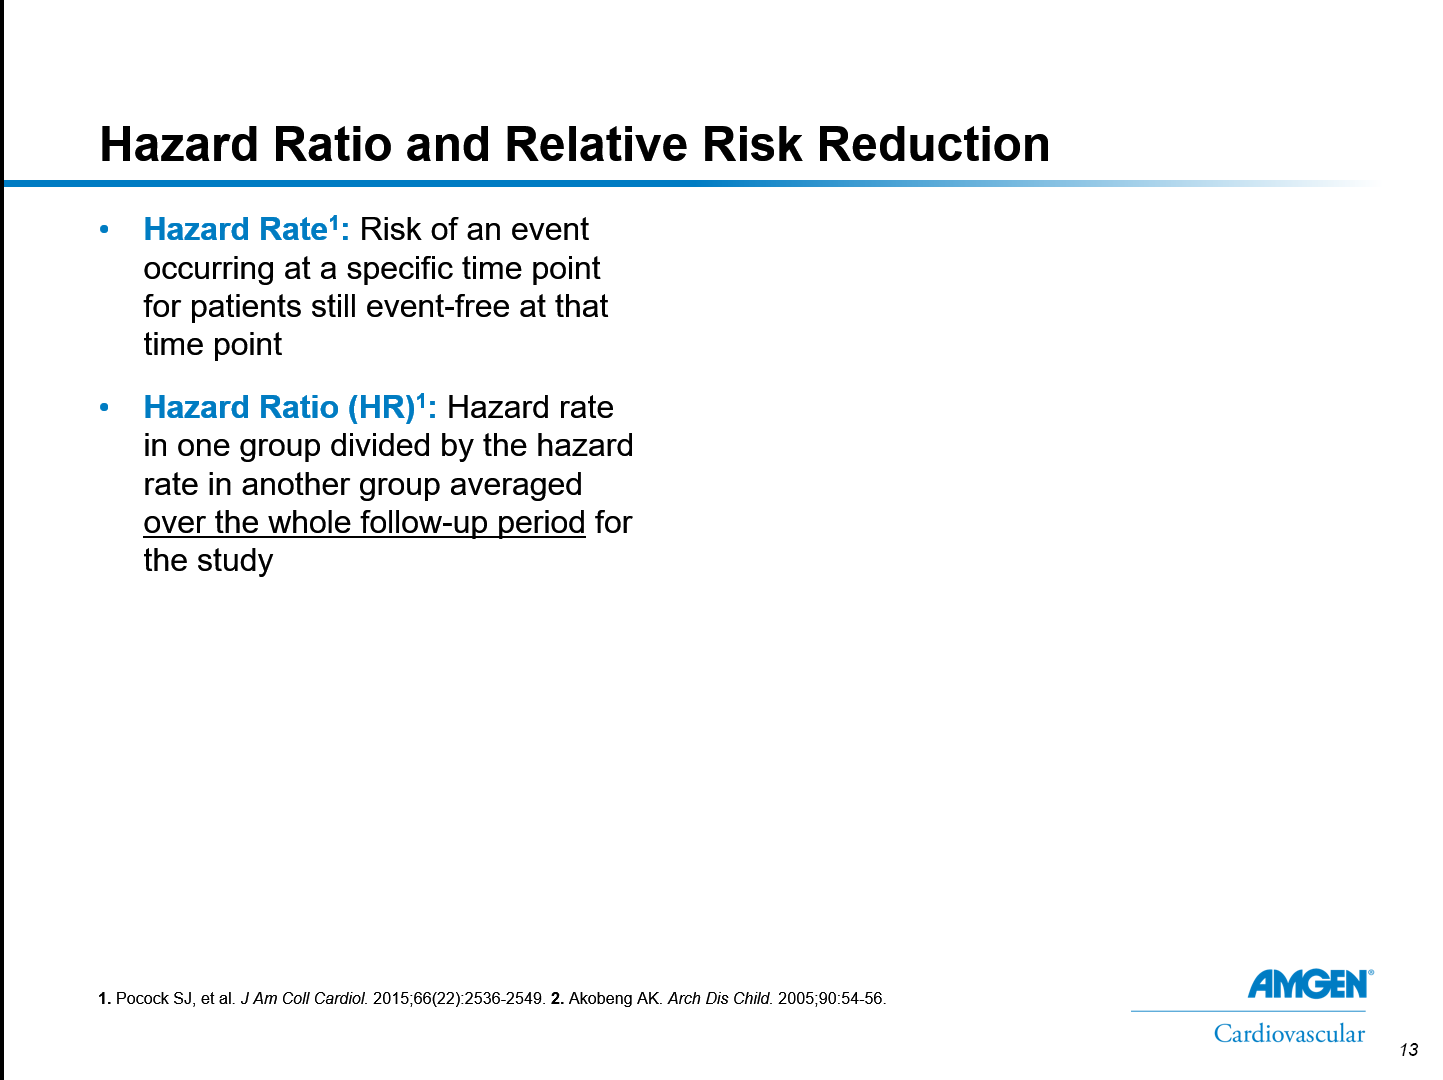 Hazard Ratio and Relative Risk Reduction
• Hazard Rate¹: Risk of an event
occurring at a specific time point
for patients still event-free at that
time point
• Hazard Ratio (HR)¹: Hazard rate
in one group divided by the hazard
rate in another group averaged
over the whole follow-up period for
the study
1. Pocock SJ, et al. J Am Coll Cardiol. 2015;66(22):2536-2549. 2. Akobeng AK. Arch Dis Child. 2005;90:54-56.
AMGEN®
Cardiovascular
13